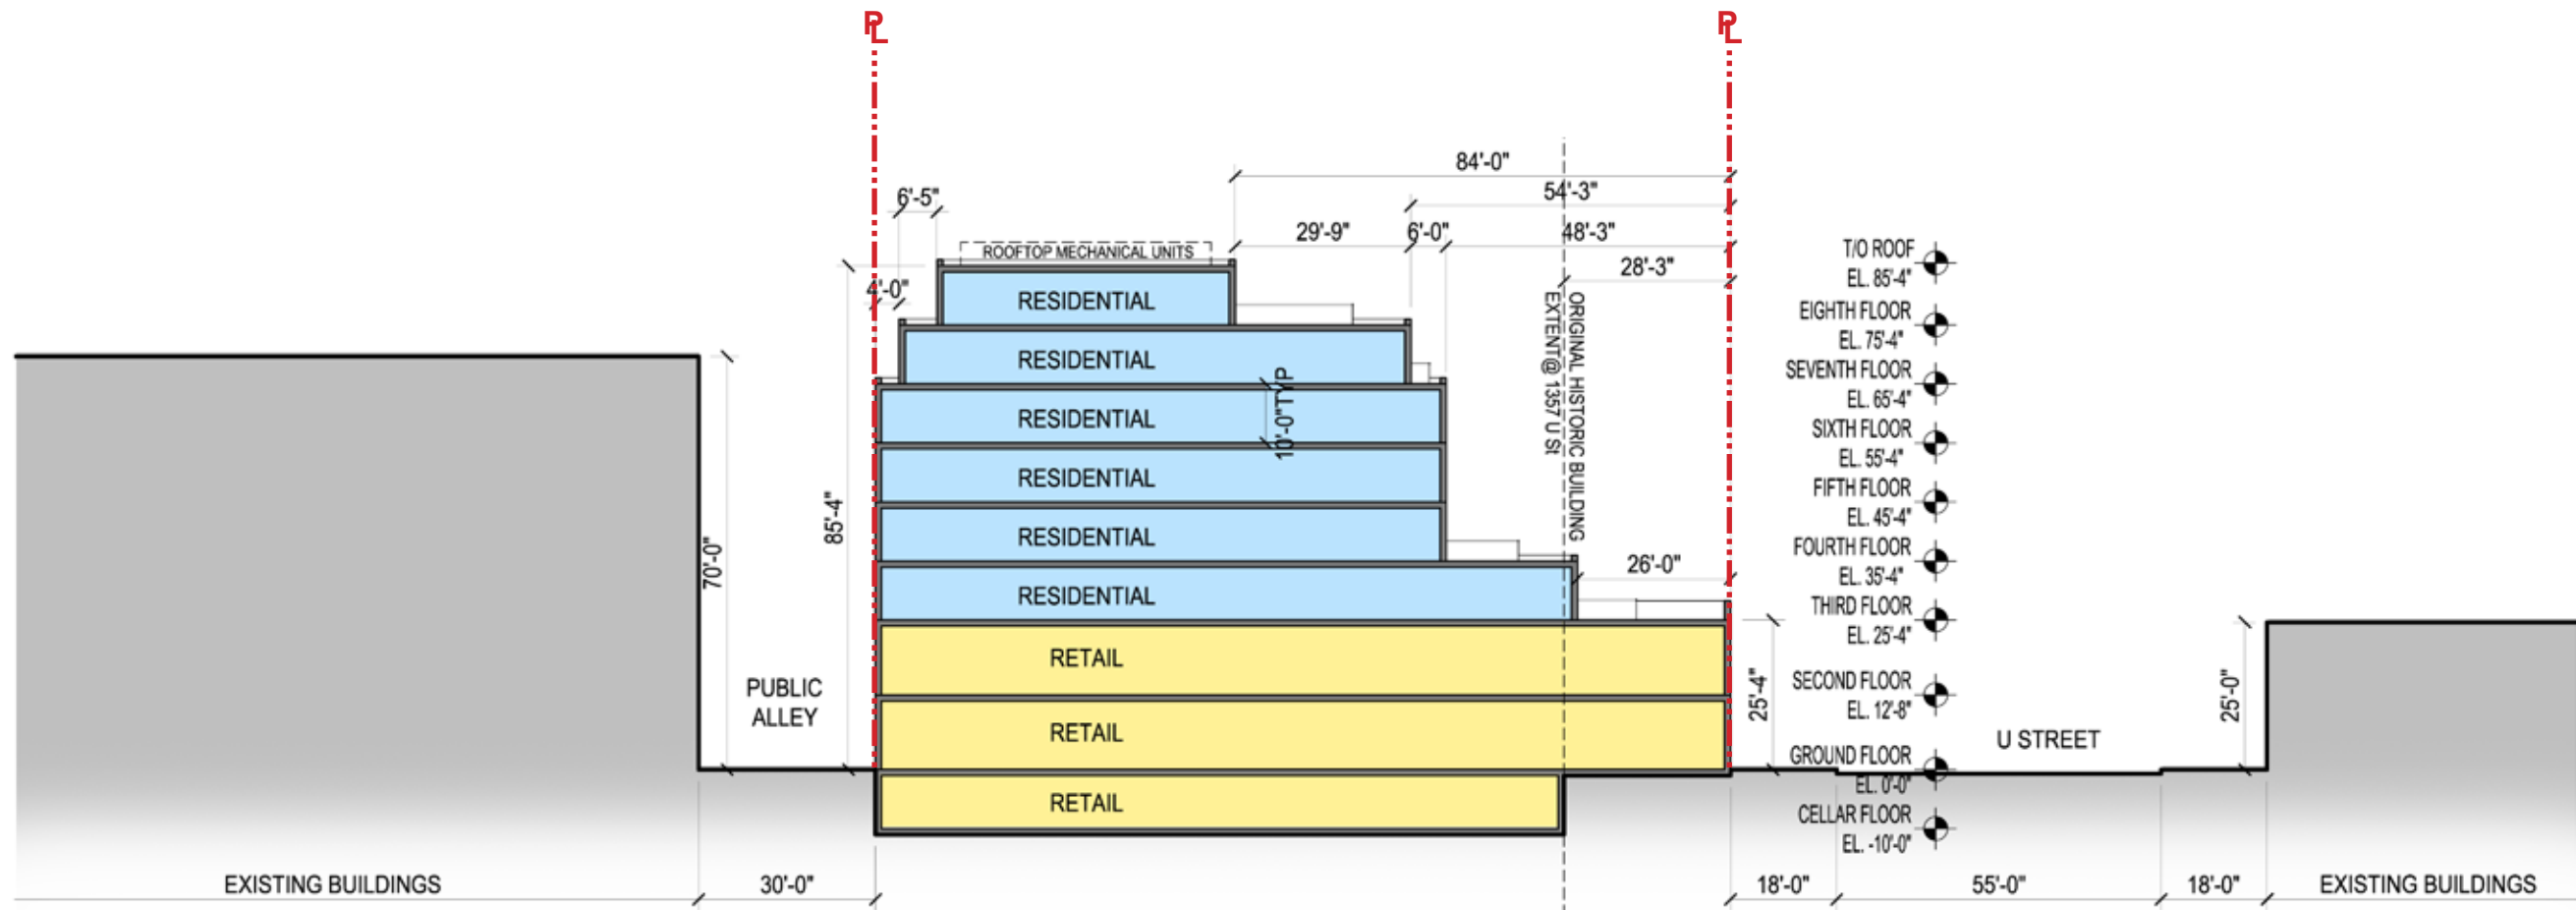 PL
PL
84'-0"
54'-3"
6'-5"
29'-9"
6'-0"
48'-3"
28'-3"
ROOFTOP MECHANICAL UNITS
4'-0"
RESIDENTIAL
RESIDENTIAL
RESIDENTIAL
10'-0"TYP
RESIDENTIAL
RESIDENTIAL
RESIDENTIAL
RETAIL
RETAIL
RETAIL
ORIGINAL HISTORIC BUILDING
EXTENT@ 1357 U St
26'-0"
85'-4"
70'-0"
PUBLIC
ALLEY
25'-4"
T/O ROOF
EL. 85'-4"
EIGHTH FLOOR
EL. 75'-4"
SEVENTH FLOOR
EL. 65'-4"
SIXTH FLOOR
EL. 55'-4"
FIFTH FLOOR
EL. 45'-4"
FOURTH FLOOR
EL. 35'-4"
THIRD FLOOR
EL. 25'-4"
SECOND FLOOR
EL. 12'-8"
GROUND FLOOR
EL. 0'-0"
CELLAR FLOOR
EL. -10'-0"
U STREET
25'-0"
EXISTING BUILDINGS
30'-0"
18'-0"
55'-0"
18'-0"
EXISTING BUILDINGS